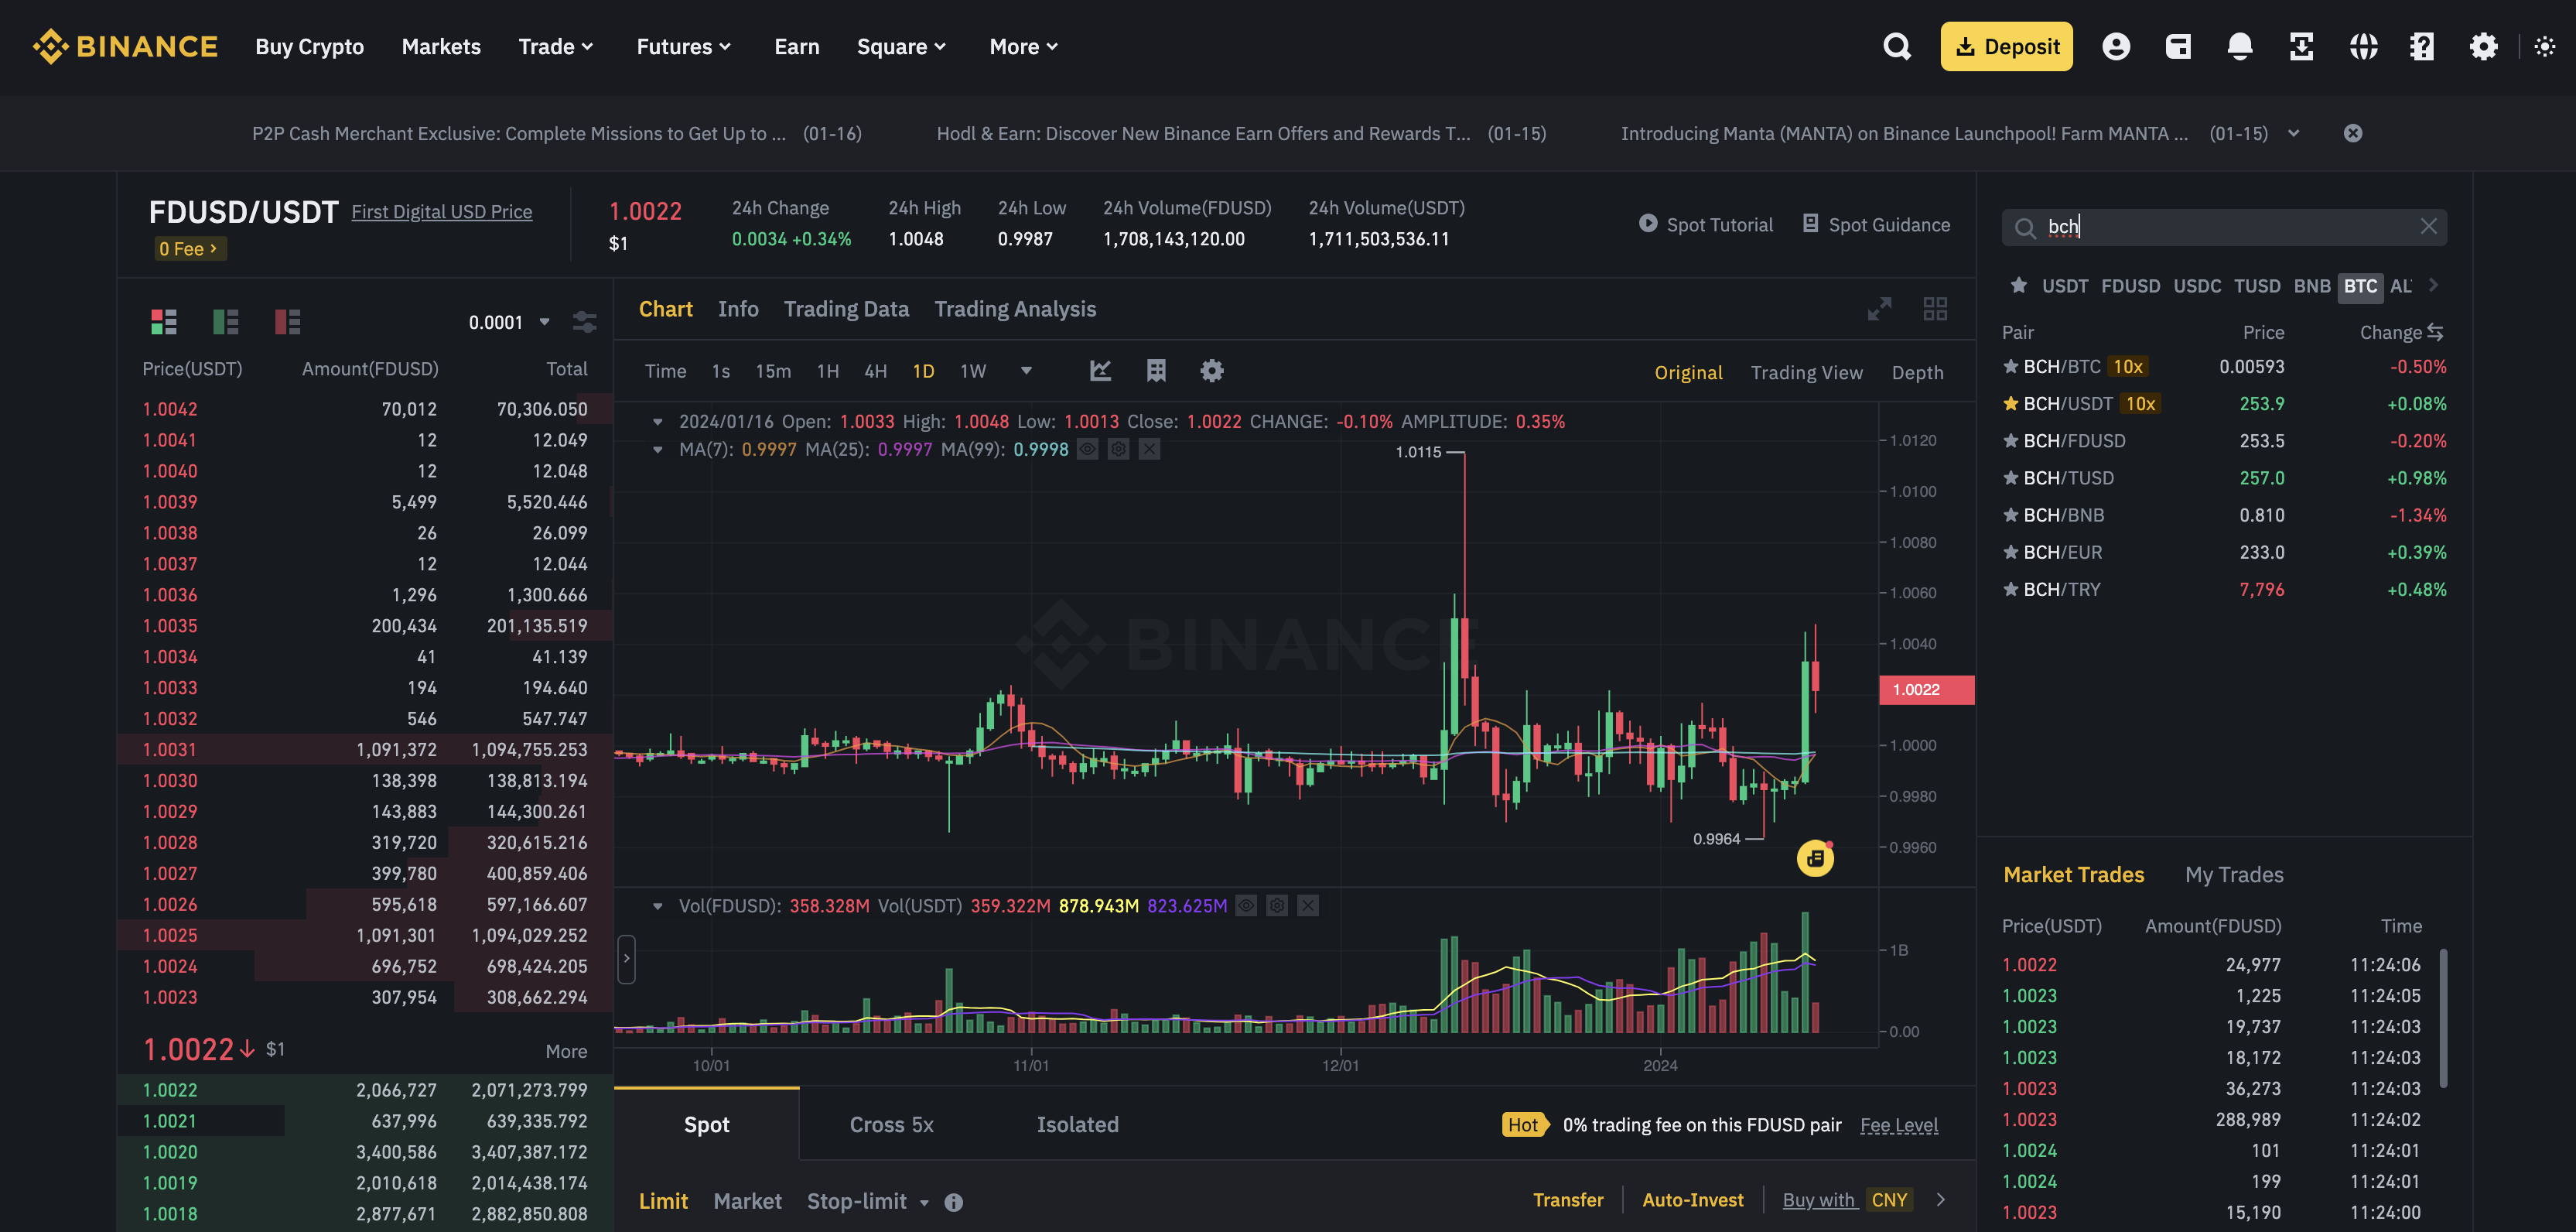 BINANCE Buy Crypto Markets Trade Futures Earn Square More Deposit
P2P Cash Merchant Exclusive: Complete Missions to Get Up to ... (01-16) Hodl & Earn: Discover New Binance Earn Offers and Rewards T... (01-15) Introducing Manta (MANTA) on Binance Launchpool! Farm MANTA ... (01-15)
FDUSD/USDT First Digital USD Price
0 Fee
1.0022
$1
24h Change
0.0034 +0.34%
24h High
1.0048
24h Low
0.9987
24h Volume(FDUSD)
1,708,143,120.00
24h Volume(USDT)
1,711,503,536.11
Spot Tutorial Spot Guidance
0.0001
Price(USDT) Amount(FDUSD) Total
1.0042 70,012 70,306.050
1.0041 12 12.049
1.0040 12 12.048
1.0039 5,499 5,520.446
1.0038 26 26.099
1.0037 12 12.044
1.0036 1,296 1,300.666
1.0035 200,434 201,135.519
1.0034 41 41.139
1.0033 194 194.640
1.0032 546 547.747
1.0031 1,091,372 1,094,755.253
1.0030 138,398 138,813.194
1.0029 143,883 144,300.261
1.0028 319,720 320,615.216
1.0027 399,780 400,859.406
1.0026 595,618 597,166.607
1.0025 1,091,301 1,094,029.252
1.0024 696,752 698,424.205
1.0023 307,954 308,662.294
1.0022 $1 More
1.0022 2,066,727 2,071,273.799
1.0021 637,996 639,335.792
1.0020 3,400,586 3,407,387.172
1.0019 2,010,618 2,014,438.174
1.0018 2,877,671 2,882,850.808
Chart Info Trading Data Trading Analysis
Time 1s 15m 1H 4H 1D 1W Original Trading View Depth
2024/01/16 Open: 1.0033 High: 1.0048 Low: 1.0013 Close: 1.0022 CHANGE: -0.10% AMPLITUDE: 0.35%
MA(7): 0.9997 MA(25): 0.9997 MA(99): 0.9998
1.0115
BINANCE
0.9964
1.0120
1.0100
1.0080
1.0060
1.0040
1.0022
1.0000
0.9980
0.9960
Vol(FDUSD): 358.328M Vol(USDT) 359.322M 878.943M 823.625M
1B
0.00
10/01 11/01 12/01 2024
Spot Cross 5x Isolated Hot 0% trading fee on this FDUSD pair Fee Level
Limit Market Stop-limit Transfer Auto-Invest Buy with CNY
bch
USDT FDUSD USDC TUSD BNB BTC AL
Pair Price Change
BCH/BTC 10x 0.00593 -0.50%
BCH/USDT 10x 253.9 +0.08%
BCH/FDUSD 253.5 -0.20%
BCH/TUSD 257.0 +0.98%
BCH/BNB 0.810 -1.34%
BCH/EUR 233.0 +0.39%
BCH/TRY 7,796 +0.48%
Market Trades My Trades
Price(USDT) Amount(FDUSD) Time
1.0022 24,977 11:24:06
1.0023 1,225 11:24:05
1.0023 19,737 11:24:03
1.0023 18,172 11:24:03
1.0023 36,273 11:24:03
1.0023 288,989 11:24:02
1.0024 101 11:24:01
1.0024 199 11:24:01
1.0023 15,190 11:24:00